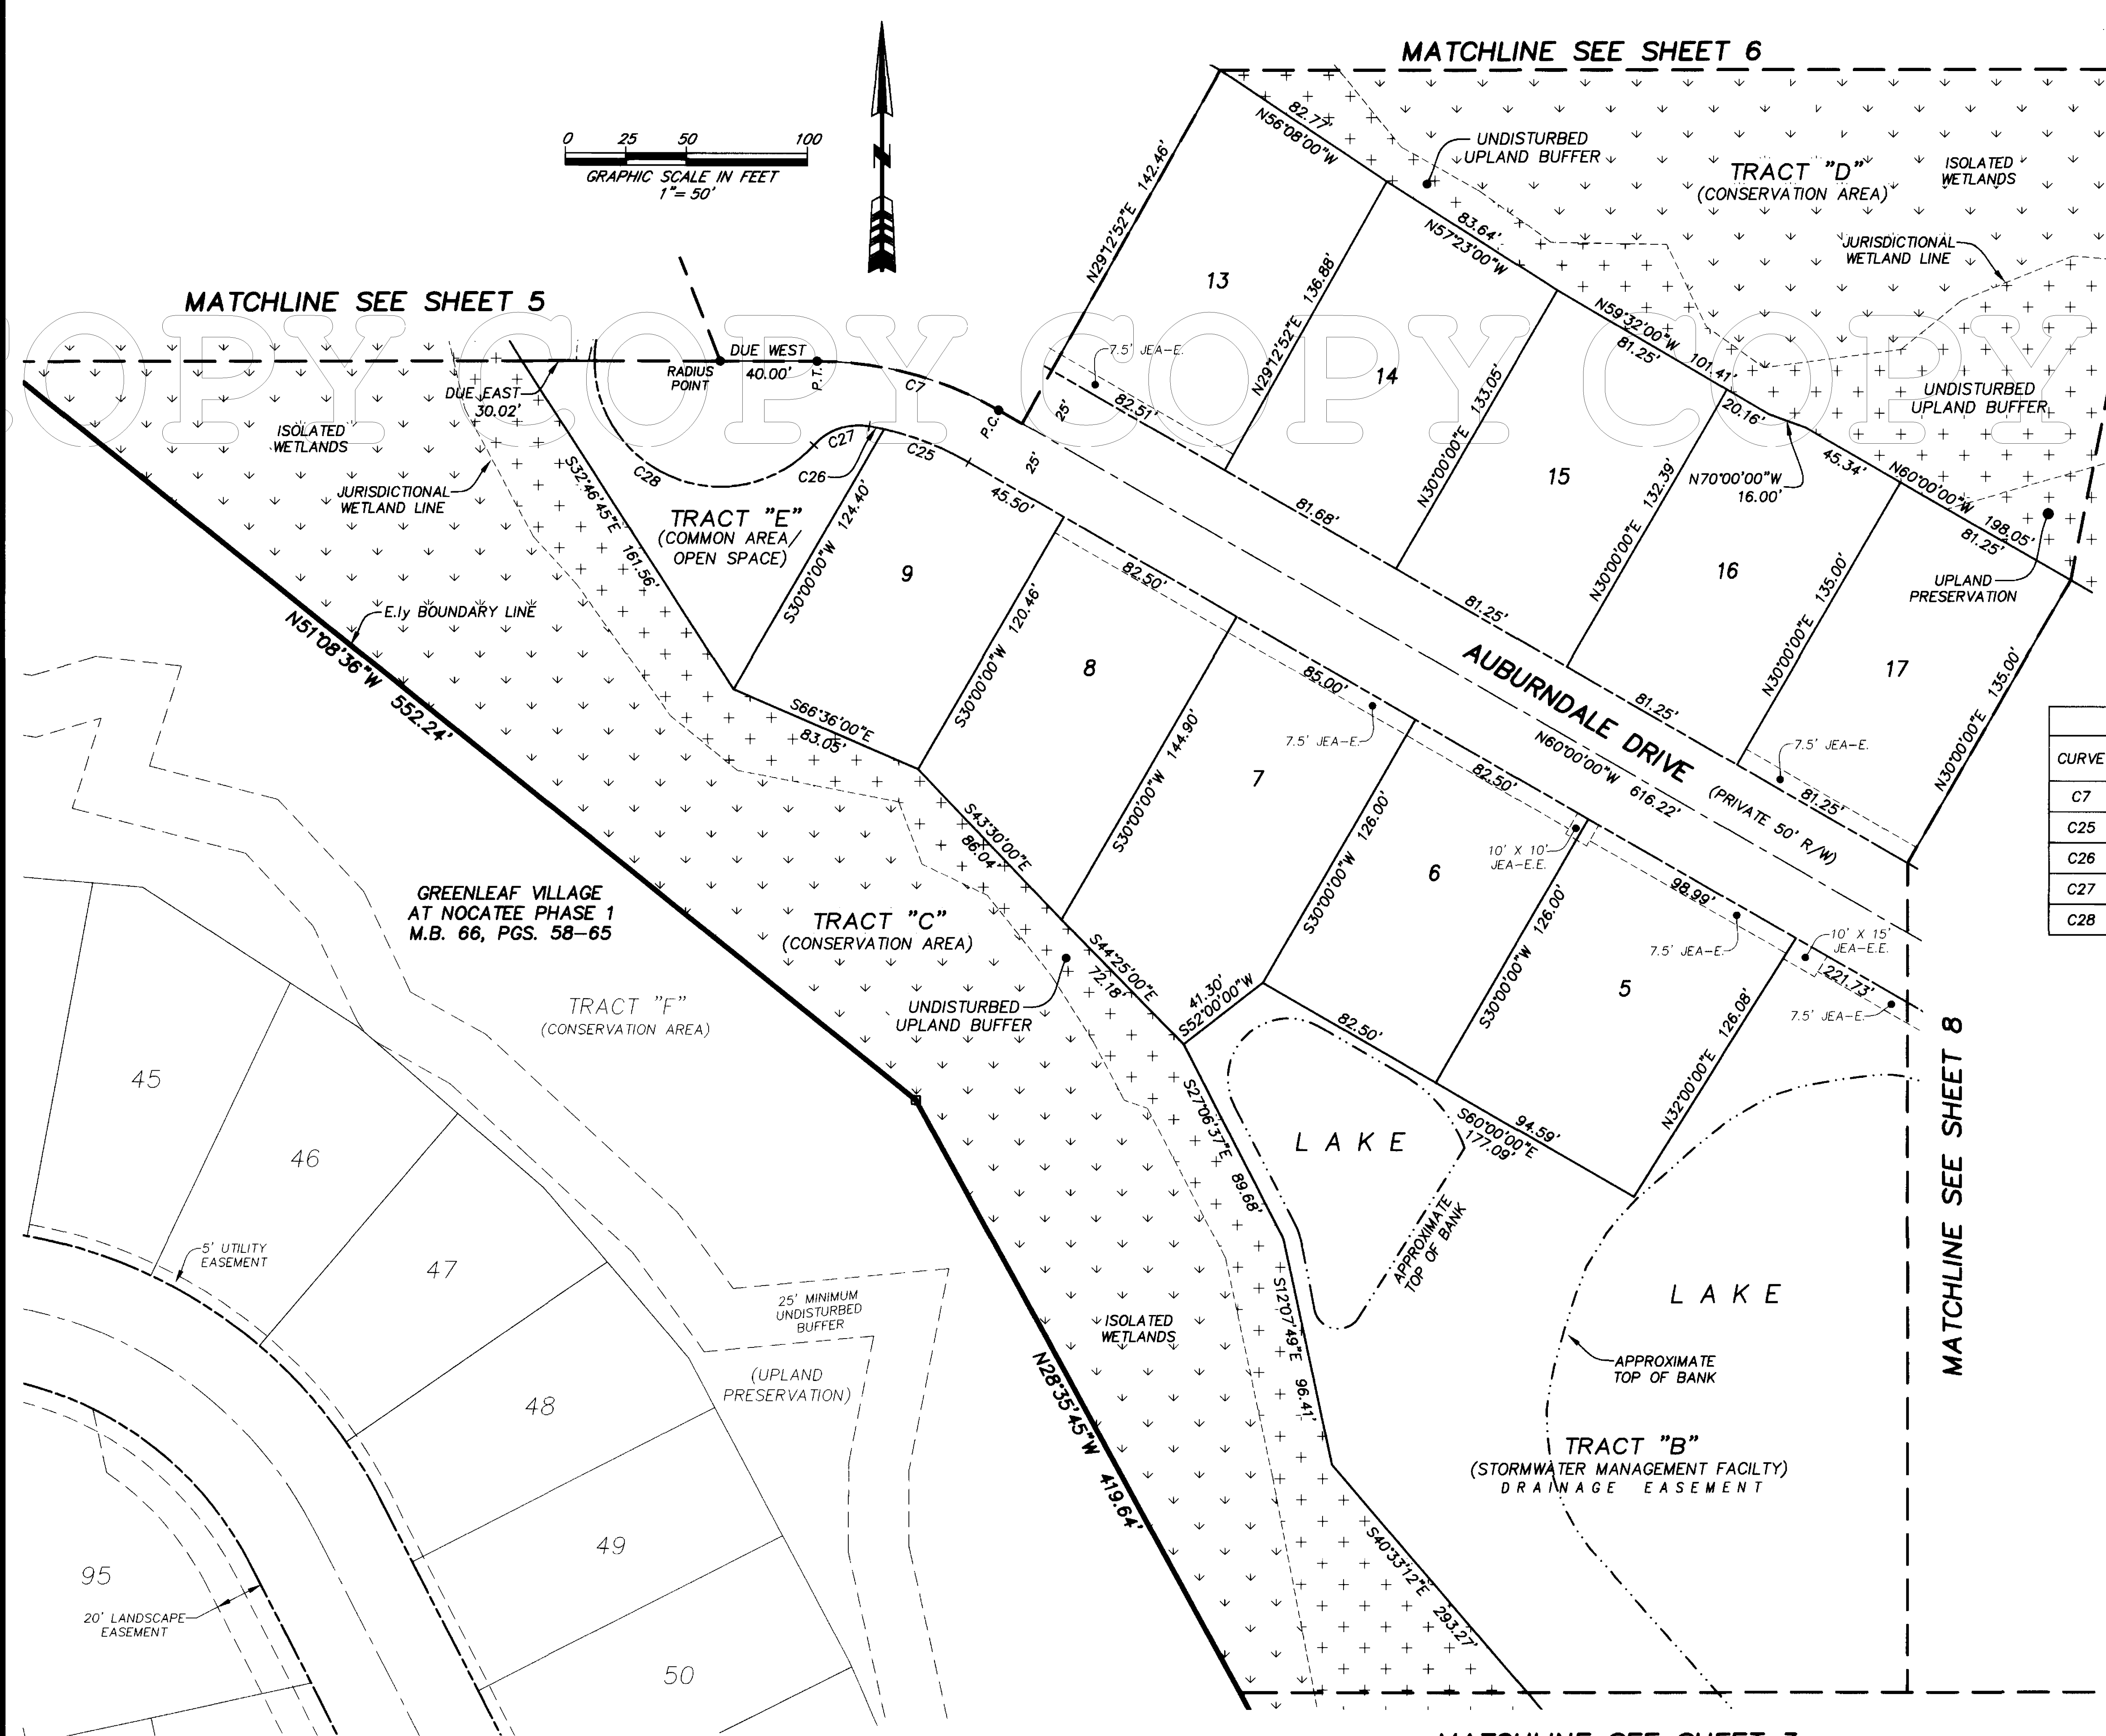 MATCHLINE SEE SHEET 6
0 25 50 100
GRAPHIC SCALE IN FEET
1"= 50'
N
MATCHLINE SEE SHEET 5
COPY COPY COPY COPY
82.77'
N56°08'00"W
142.46'
N29°12'52"E
13
UNDISTURBED
UPLAND BUFFER
TRACT "D"
(CONSERVATION AREA)
ISOLATED
WETLANDS
83.64'
N57°23'00"W
JURISDICTIONAL
WETLAND LINE
136.88'
N29°12'52"E
14
7.5' JEA-E.
82.51'
N59°32'00"W
81.25'
101.41'
20.16'
UNDISTURBED
UPLAND BUFFER
N70°00'00"W
16.00'
45.34'
N60°00'00"W
198.05'
81.25'
UPLAND
PRESERVATION
DUE WEST
40.00'
RADIUS
POINT
P.T.
C7
P.C.
25'
25'
DUE EAST
30.02'
ISOLATED
WETLANDS
JURISDICTIONAL
WETLAND LINE
C28
C27
C26
C25
45.50'
S32°46'45"E
161.56'
TRACT "E"
(COMMON AREA/
OPEN SPACE)
S30°00'00"W 124.40'
9
133.05'
N30°00'00"E
15
81.68'
132.39'
N30°00'00"E
16
81.25'
135.00'
N30°00'00"E
17
81.25'
135.00'
N30°00'00"E
7.5' JEA-E.
81.25'
E.ly BOUNDARY LINE
N51°08'36"W 552.24'
S66°36'00"E
83.05'
S30°00'00"W 120.46'
8
82.50'
S30°00'00"W 144.90'
7
85.00'
7.5' JEA-E.
AUBURNDALE DRIVE
(PRIVATE 50' R/W)
N60°00'00"W 616.22'
82.50'
S30°00'00"W 126.00'
6
10' X 10'
JEA-E.E.
S30°00'00"W 126.00'
5
98.99'
7.5' JEA-E.
10' X 15'
JEA-E.E.
221.73'
7.5' JEA-E.
N32°00'00"E 126.08'
CURVE
C7
C25
C26
C27
C28
S43°30'00"E
86.04'
GREENLEAF VILLAGE
AT NOCATEE PHASE 1
M.B. 66, PGS. 58-65
TRACT "C"
(CONSERVATION AREA)
S44°25'00"E
72.18'
41.30'
S52°00'00"W
82.50'
UNDISTURBED
UPLAND BUFFER
TRACT "F"
(CONSERVATION AREA)
45
46
47
48
49
50
95
5' UTILITY
EASEMENT
20' LANDSCAPE
EASEMENT
25' MINIMUM
UNDISTURBED
BUFFER
(UPLAND
PRESERVATION)
S27°06'37"E
89.68'
LAKE
94.59'
S60°00'00"E
177.09'
APPROXIMATE
TOP OF BANK
ISOLATED
WETLANDS
S12°07'49"E
96.41'
N28°35'45"W 419.64'
LAKE
APPROXIMATE
TOP OF BANK
TRACT "B"
(STORMWATER MANAGEMENT FACILTY)
DRAINAGE EASEMENT
S40°33'12"E 293.27'
MATCHLINE SEE SHEET 8